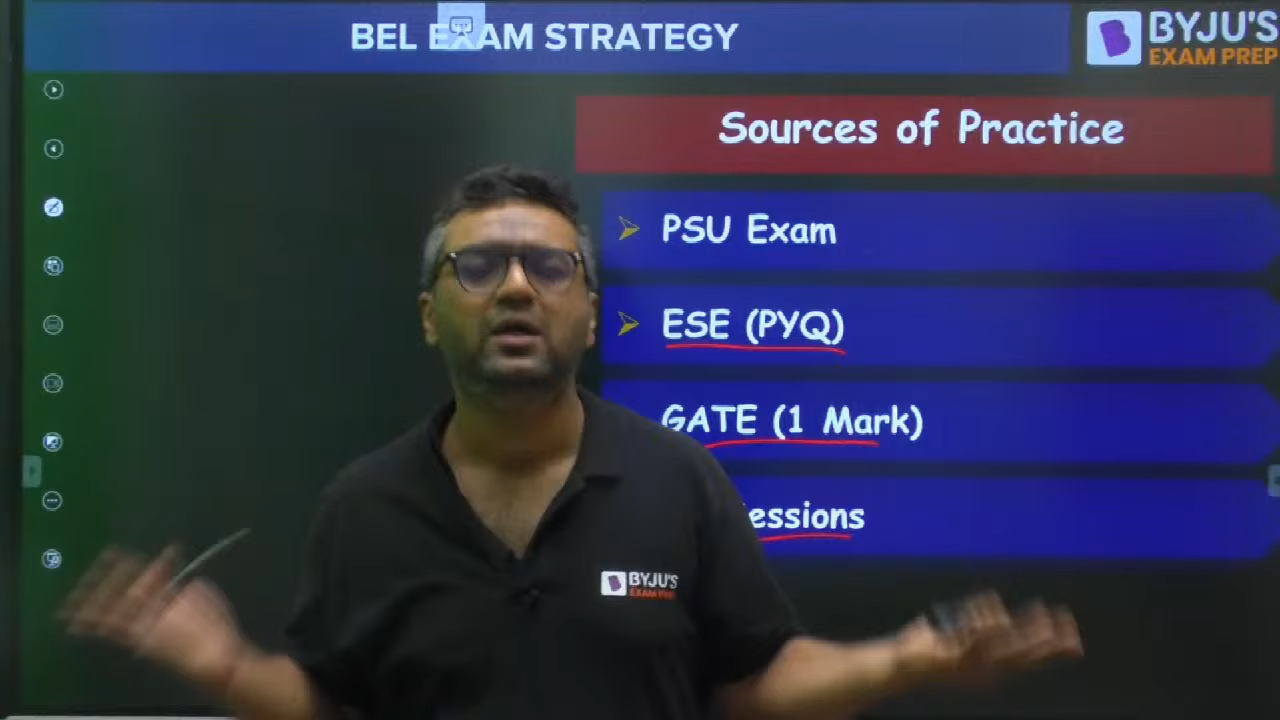 BEL EXAM STRATEGY
BYJU'S
EXAM PREP
Sources of Practice
PSU Exam
ESE (PYQ)
GATE (1 Mark)
essions
BYJU'S
EXAM PREP